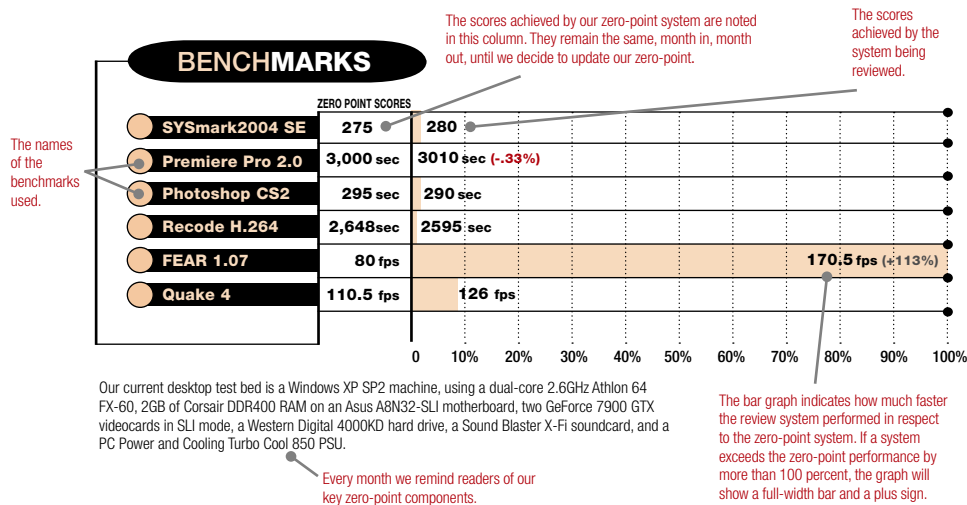 The scores achieved by our zero-point system are noted
in this column. They remain the same, month in, month
out, until we decide to update our zero-point.
The scores
achieved by the
system being
reviewed.
BENCHMARKS
ZERO POINT SCORES
The names
of the
benchmarks
used.
SYSmark2004 SE 275 280
Premiere Pro 2.0 3,000 sec 3010 sec (-.33%)
Photoshop CS2 295 sec 290 sec
Recode H.264 2,648sec 2595 sec
FEAR 1.07 80 fps 170.5 fps (+113%)
Quake 4 110.5 fps 126 fps
0 10% 20% 30% 40% 50% 60% 70% 80% 90% 100%
Our current desktop test bed is a Windows XP SP2 machine, using a dual-core 2.6GHz Athlon 64
FX-60, 2GB of Corsair DDR400 RAM on an Asus A8N32-SLI motherboard, two GeForce 7900 GTX
videocards in SLI mode, a Western Digital 4000KD hard drive, a Sound Blaster X-Fi soundcard, and a
PC Power and Cooling Turbo Cool 850 PSU.
Every month we remind readers of our
key zero-point components.
The bar graph indicates how much faster
the review system performed in respect
to the zero-point system. If a system
exceeds the zero-point performance by
more than 100 percent, the graph will
show a full-width bar and a plus sign.